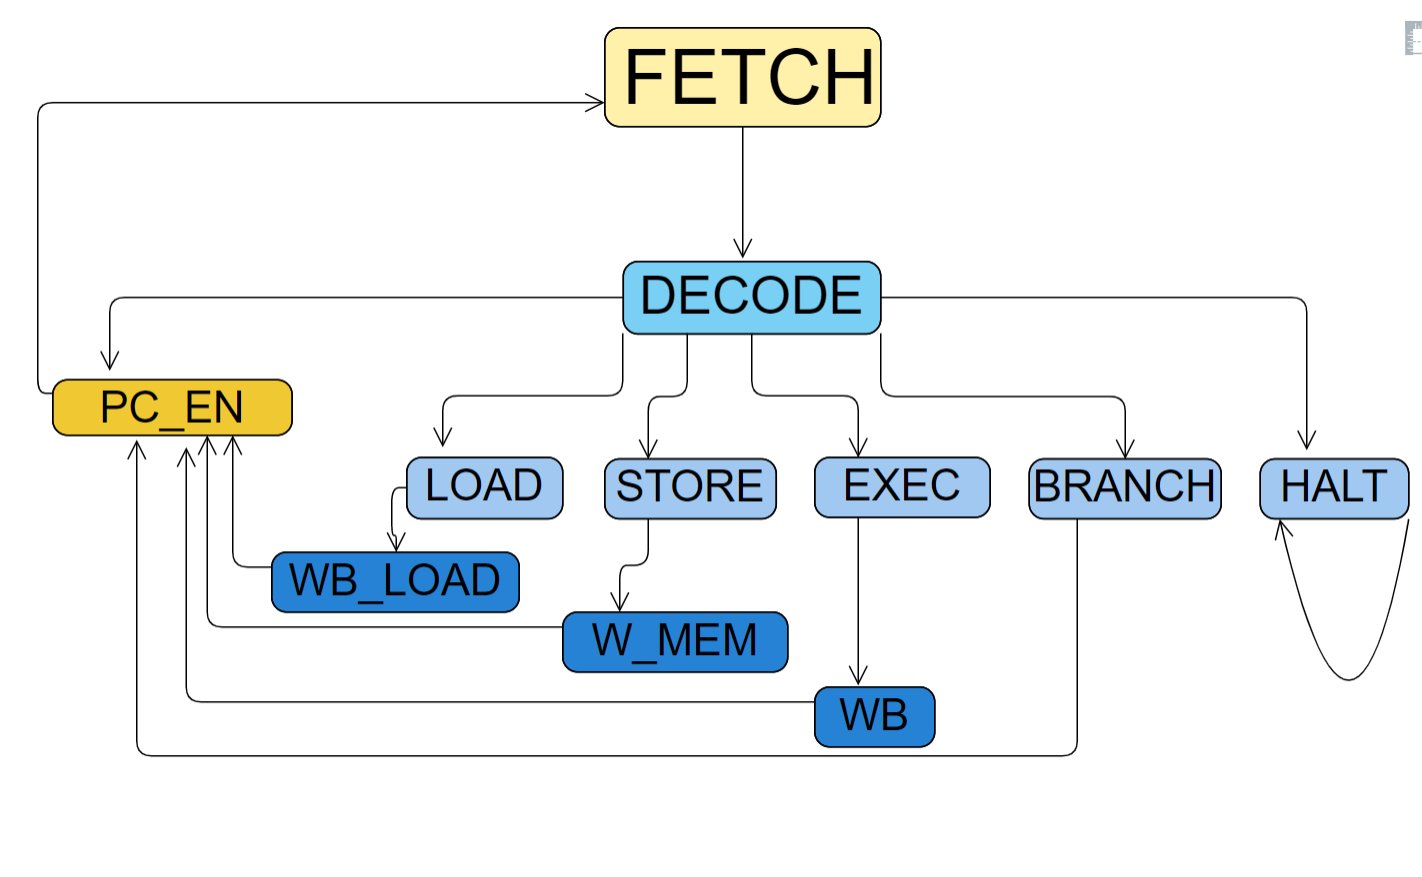 FETCH
DECODE
PC_EN
LOAD
STORE
EXEC
BRANCH
HALT
WB_LOAD
W_MEM
WB